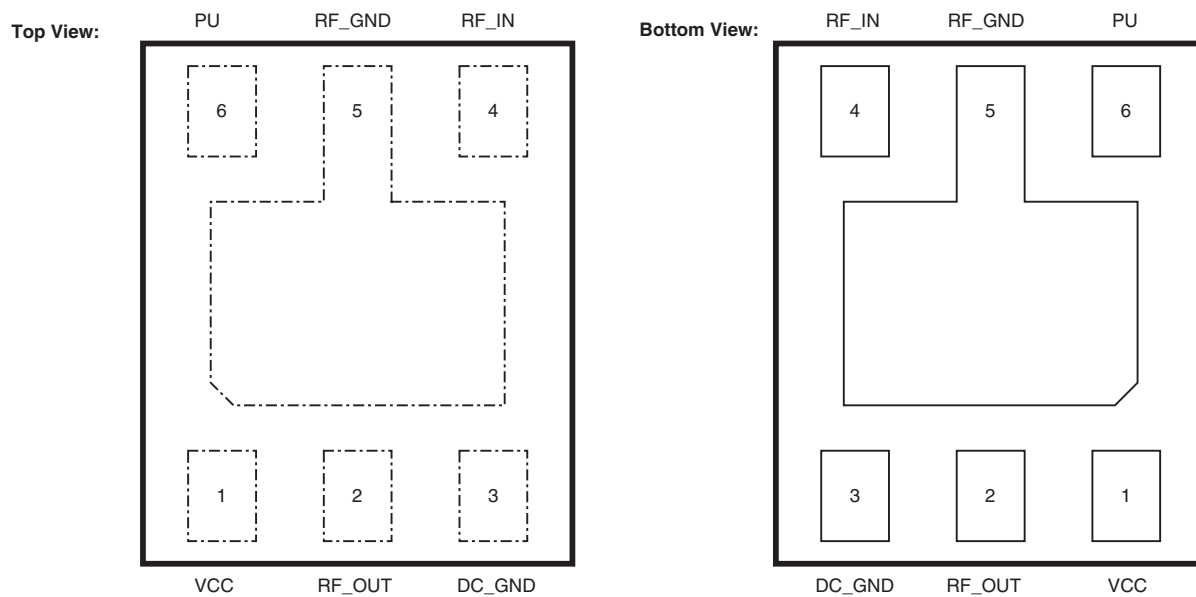 Top View:
PU RF_GND RF_IN
6 5 4
1 2 3
VCC RF_OUT DC_GND
Bottom View:
RF_IN RF_GND PU
4 5 6
3 2 1
DC_GND RF_OUT VCC